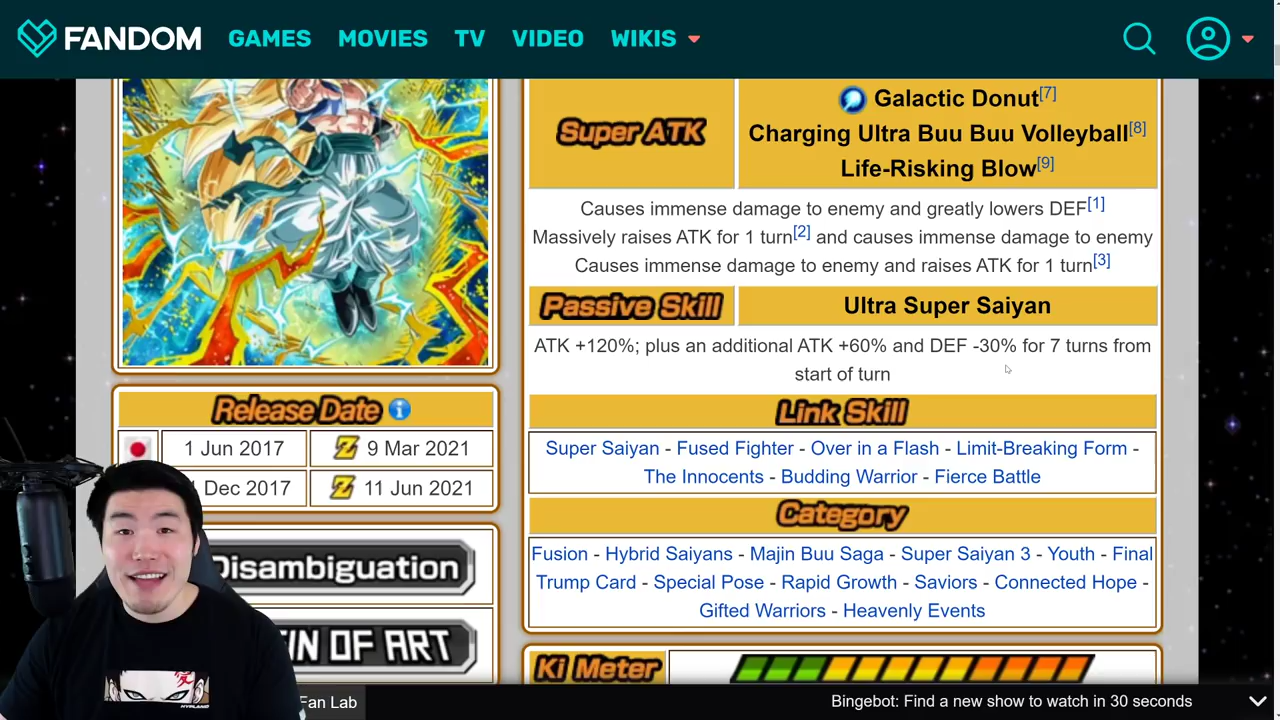 FANDOM GAMES MOVIES TV VIDEO WIKIS
Super ATK
Galactic Donut[7]
Charging Ultra Buu Buu Volleyball[8]
Life-Risking Blow[9]
Causes immense damage to enemy and greatly lowers DEF[1]
Massively raises ATK for 1 turn[2] and causes immense damage to enemy
Causes immense damage to enemy and raises ATK for 1 turn[3]
Passive Skill Ultra Super Saiyan
ATK +120%; plus an additional ATK +60% and DEF -30% for 7 turns from
start of turn
Release Date i
1 Jun 2017 Z 9 Mar 2021
Dec 2017 Z 11 Jun 2021
Disambiguation
OF ART
Link Skill
Super Saiyan - Fused Fighter - Over in a Flash - Limit-Breaking Form -
The Innocents - Budding Warrior - Fierce Battle
Category
Fusion - Hybrid Saiyans - Majin Buu Saga - Super Saiyan 3 - Youth - Final
Trump Card - Special Pose - Rapid Growth - Saviors - Connected Hope -
Gifted Warriors - Heavenly Events
Ki Meter
Fan Lab
Bingebot: Find a new show to watch in 30 seconds